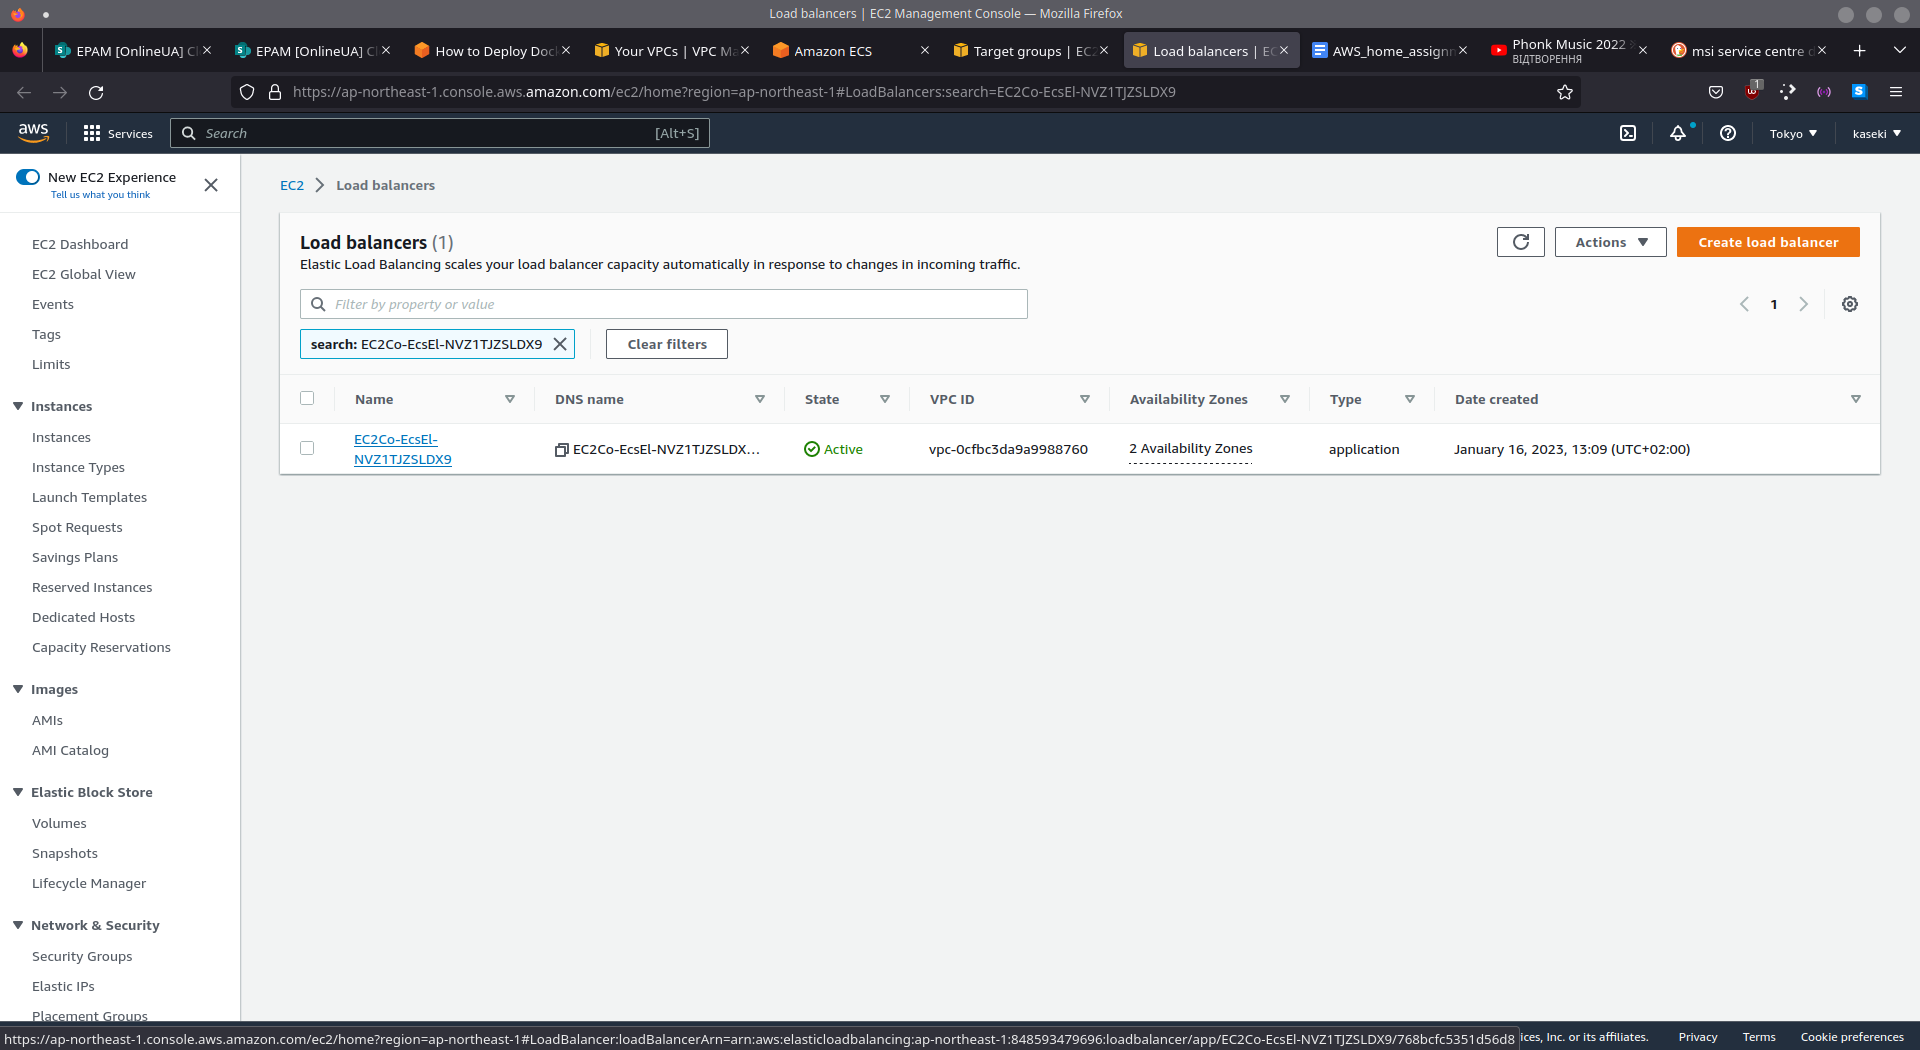 Load balancers | EC2 Management Console — Mozilla Firefox
EPAM [OnlineUA] Cl
EPAM [OnlineUA] Cl
How to Deploy Doc
Your VPCs | VPC Ma
Amazon ECS
Target groups | EC2
Load balancers | EC
AWS_home_assignm
Phonk Music 2022
ВІДТВОРЕННЯ
msi service centre d
https://ap-northeast-1.console.aws.amazon.com/ec2/home?region=ap-northeast-1#LoadBalancers:search=EC2Co-EcsEl-NVZ1TJZSLDX9
1
aws
Services
Search
[Alt+S]
Tokyo
kaseki
New EC2 Experience
Tell us what you think
EC2 Dashboard
EC2 Global View
Events
Tags
Limits
Instances
Instances
Instance Types
Launch Templates
Spot Requests
Savings Plans
Reserved Instances
Dedicated Hosts
Capacity Reservations
Images
AMIs
AMI Catalog
Elastic Block Store
Volumes
Snapshots
Lifecycle Manager
Network & Security
Security Groups
Elastic IPs
Placement Groups
EC2
Load balancers
Load balancers (1)
Elastic Load Balancing scales your load balancer capacity automatically in response to changes in incoming traffic.
Actions
Create load balancer
Filter by property or value
1
search: EC2Co-EcsEl-NVZ1TJZSLDX9
Clear filters
Name
DNS name
State
VPC ID
Availability Zones
Type
Date created
EC2Co-EcsEl-
NVZ1TJZSLDX9
EC2Co-EcsEl-NVZ1TJZSLDX...
Active
vpc-0cfbc3da9a9988760
2 Availability Zones
application
January 16, 2023, 13:09 (UTC+02:00)
https://ap-northeast-1.console.aws.amazon.com/ec2/home?region=ap-northeast-1#LoadBalancer:loadBalancerArn=arn:aws:elasticloadbalancing:ap-northeast-1:848593479696:loadbalancer/app/EC2Co-EcsEl-NVZ1TJZSLDX9/768bcfc5351d56d8
ices, Inc. or its affiliates.
Privacy
Terms
Cookie preferences